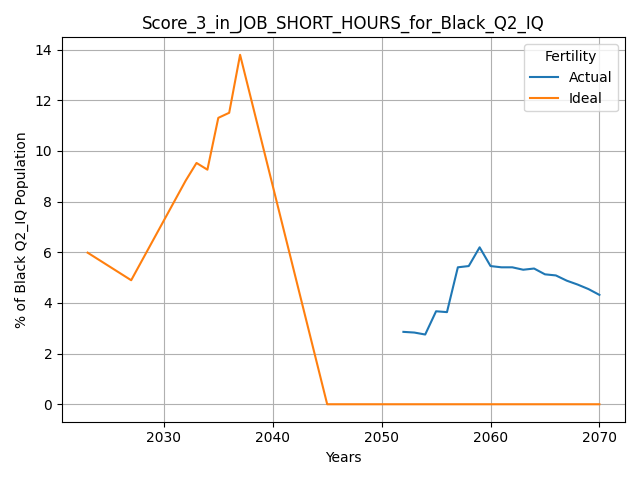 Score_3_in_JOB_SHORT_HOURS_for_Black_Q2_IQ
Fertility
Actual
Ideal
% of Black Q2_IQ Population
14
12
10
8
6
4
2
0
2030 2040 2050 2060 2070
Years